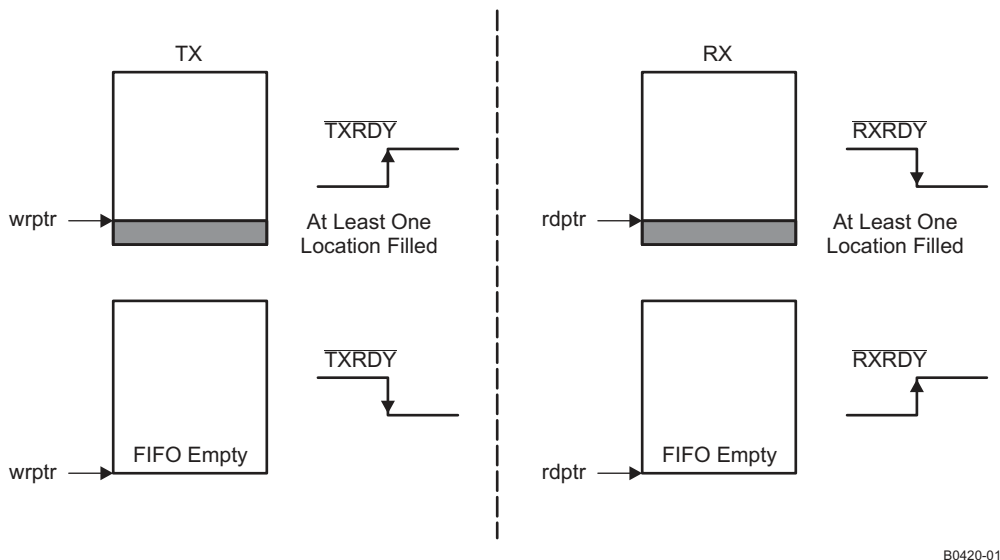 TX
TXRDY
wrptr
At Least One
Location Filled
TXRDY
wrptr
FIFO Empty
RX
RXRDY
rdptr
At Least One
Location Filled
RXRDY
rdptr
FIFO Empty
B0420-01